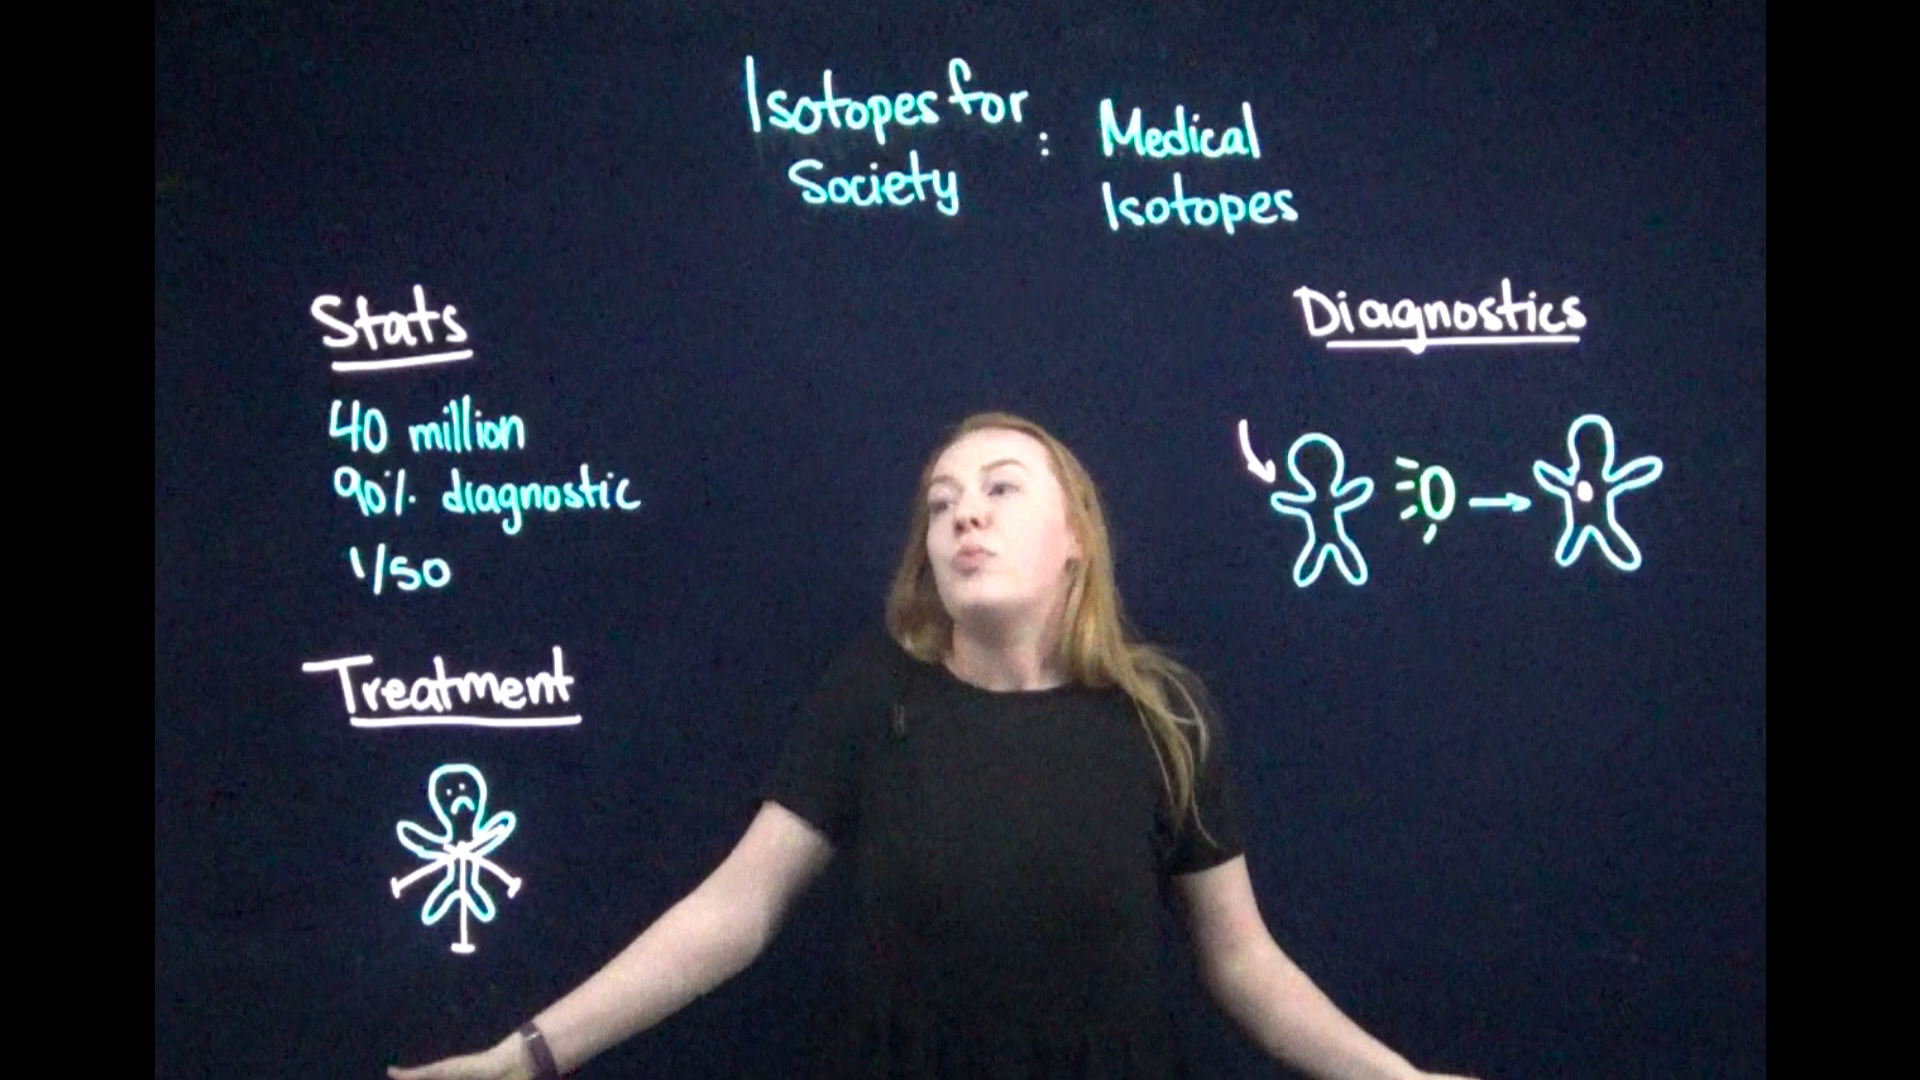 Isotopes for
Society
:
Medical
Isotopes
Stats
40 million
90% diagnostic
1/50
Treatment
Diagnostics